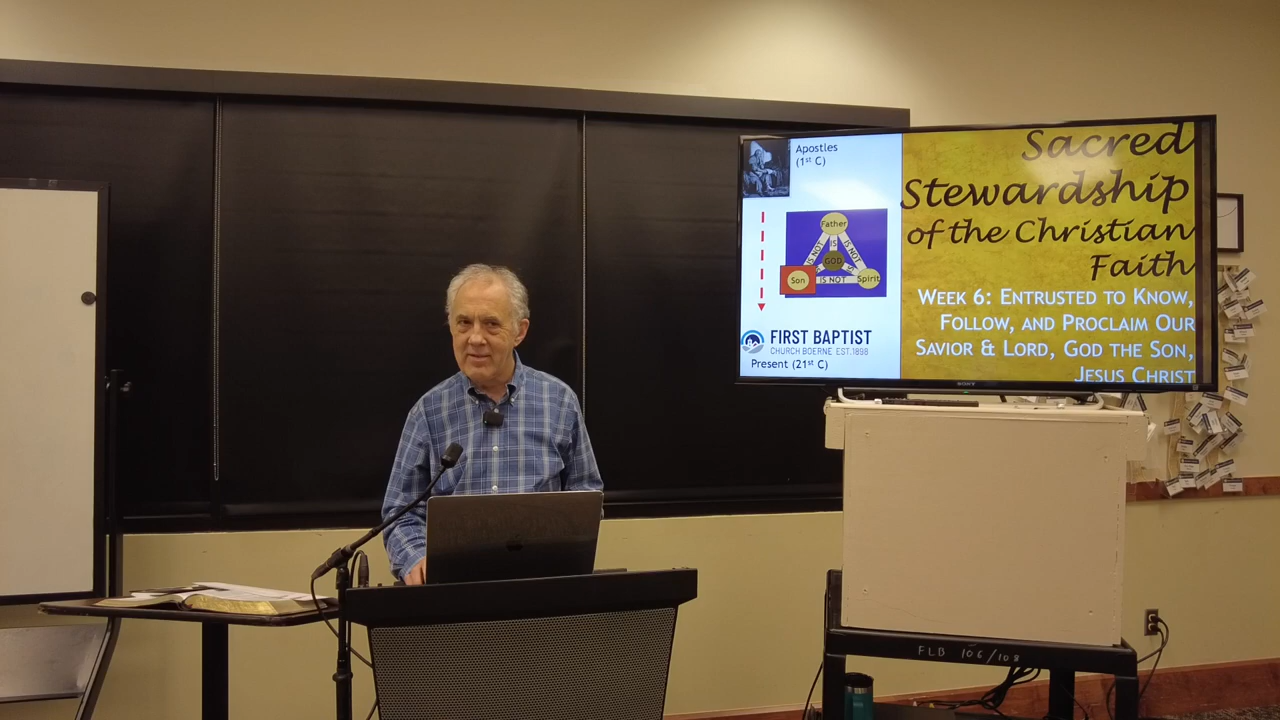 Apostles
(1st C)
Father
IS NOT
IS
IS NOT
GOD
Son
IS NOT
Spirit
FIRST BAPTIST
CHURCH BOERNE EST.1898
Present (21st C)
Sacred
Stewardship
of the Christian
Faith
WEEK 6: ENTRUSTED TO KNOW,
FOLLOW, AND PROCLAIM OUR
SAVIOR & LORD, GOD THE SON,
JESUS CHRIST
SONY
FLB 106/108